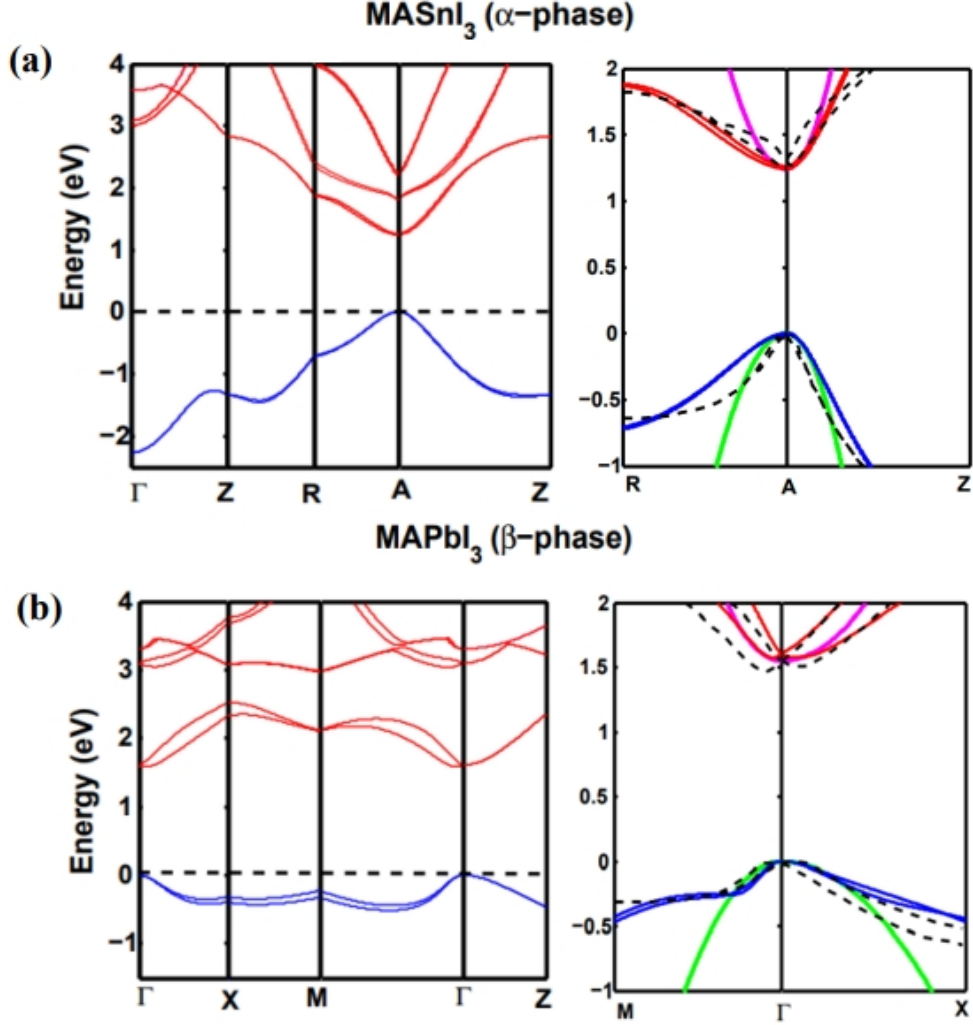 MASnI3 (α−phase)
(a)
Energy (eV)
4
3
2
1
0
−1
−2
Γ Z R A Z
2
1.5
1
0.5
0
−0.5
−1
R A Z
MAPbI3 (β−phase)
(b)
Energy (eV)
4
3
2
1
0
−1
Γ X M Γ Z
2
1.5
1
0.5
0
−0.5
−1
M Γ X